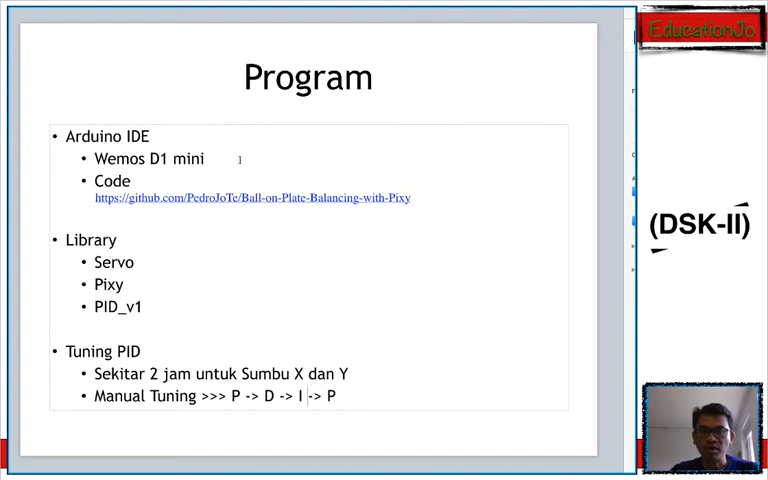 Program
• Arduino IDE
• Wemos D1 mini
• Code
https://github.com/PedroJoTe/Ball-on-Plate-Balancing-with-Pixy
• Library
• Servo
• Pixy
• PID_v1
• Tuning PID
• Sekitar 2 jam untuk Sumbu X dan Y
• Manual Tuning >>> P -> D -> I -> P
EducationJo
(DSK-II)